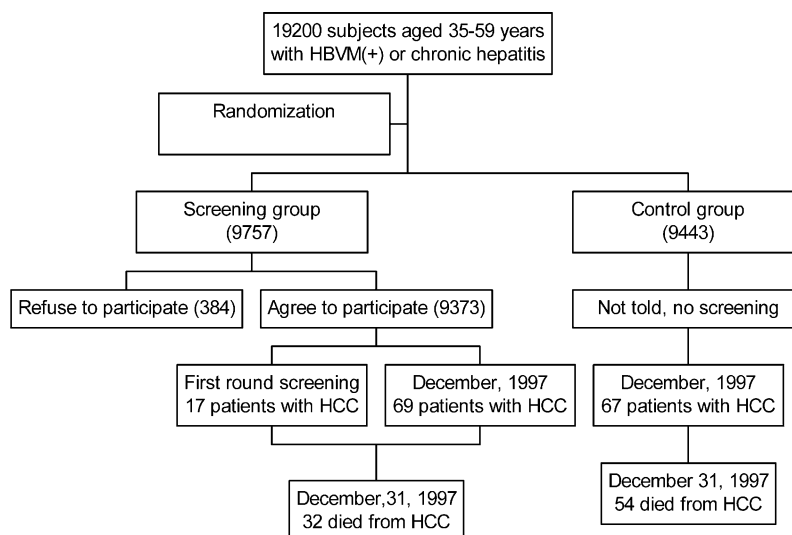 19200 subjects aged 35-59 years
with HBVM(+) or chronic hepatitis
Randomization
Screening group
(9757)
Control group
(9443)
Refuse to participate (384)
Agree to participate (9373)
Not told, no screening
First round screening
17 patients with HCC
December, 1997
69 patients with HCC
December, 1997
67 patients with HCC
December,31, 1997
32 died from HCC
December 31, 1997
54 died from HCC